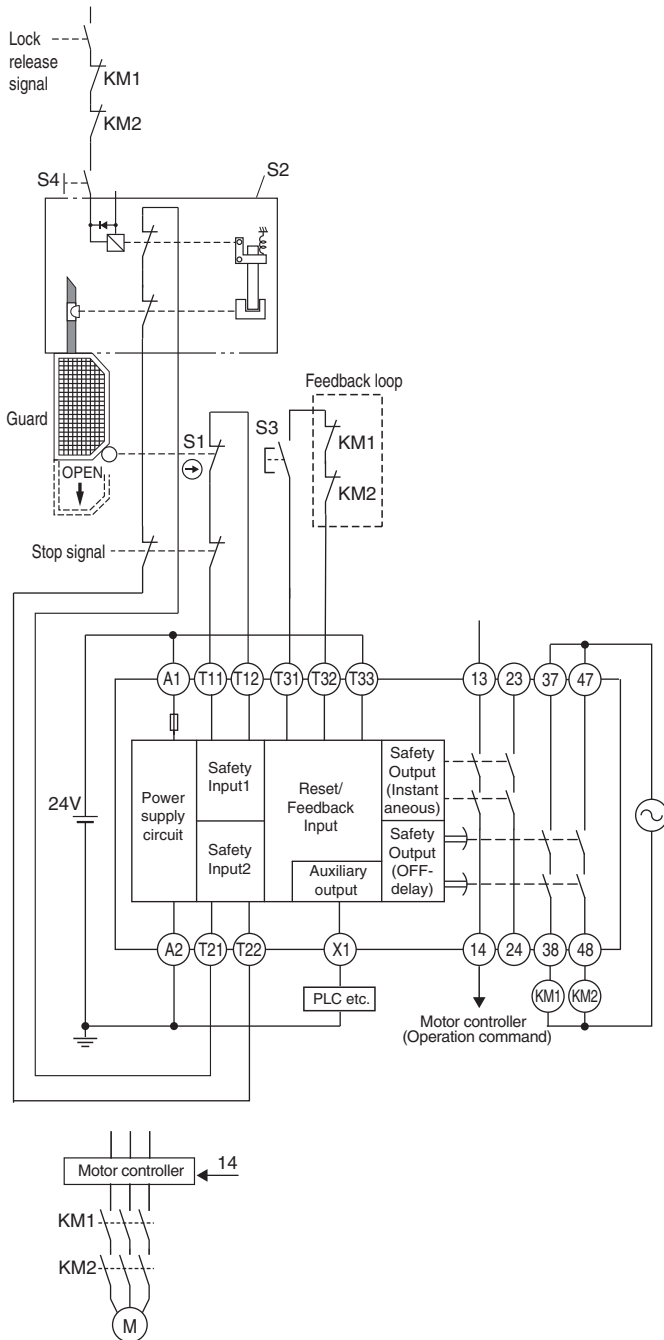 Lock
release
signal
KM1
KM2
S4
S2
Guard
OPEN
Feedback loop
S1
S3
KM1
KM2
Stop signal
A1
T11
T12
T31
T32
T33
13
23
37
47
24V
Power
supply
circuit
Safety
Input1
Safety
Input2
Reset/
Feedback
Input
Auxiliary
output
Safety
Output
(Instant
aneous)
Safety
Output
(OFF-
delay)
A2
T21
T22
X1
14
24
38
48
PLC etc.
KM1
KM2
Motor controller
(Operation command)
Motor controller
14
KM1
KM2
M